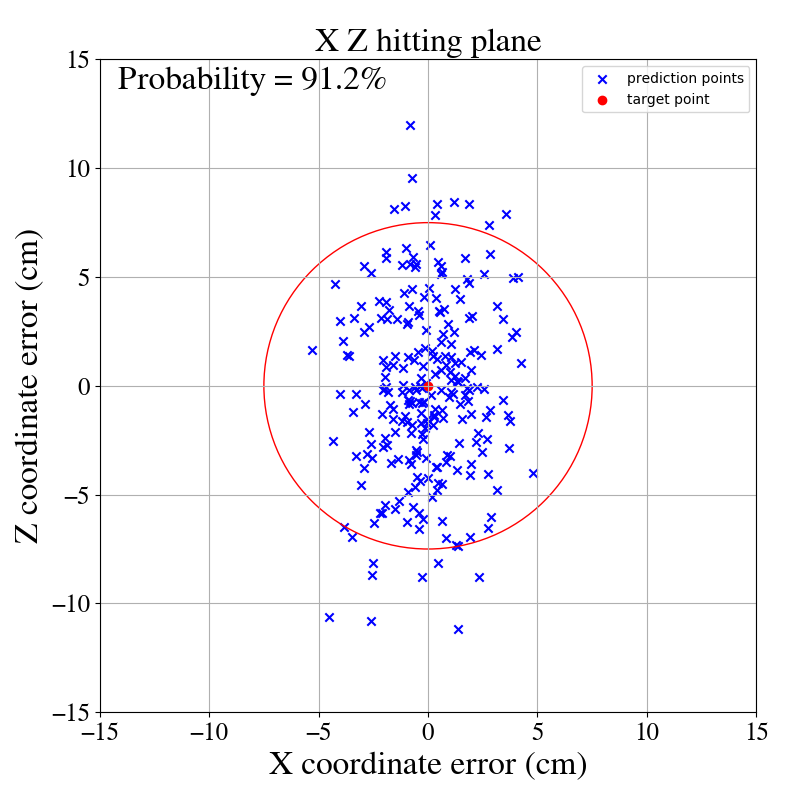 X Z hitting plane
Probability = 91.2%
prediction points
target point
15
10
5
0
−5
−10
−15
Z coordinate error (cm)
−15 −10 −5 0 5 10 15
X coordinate error (cm)